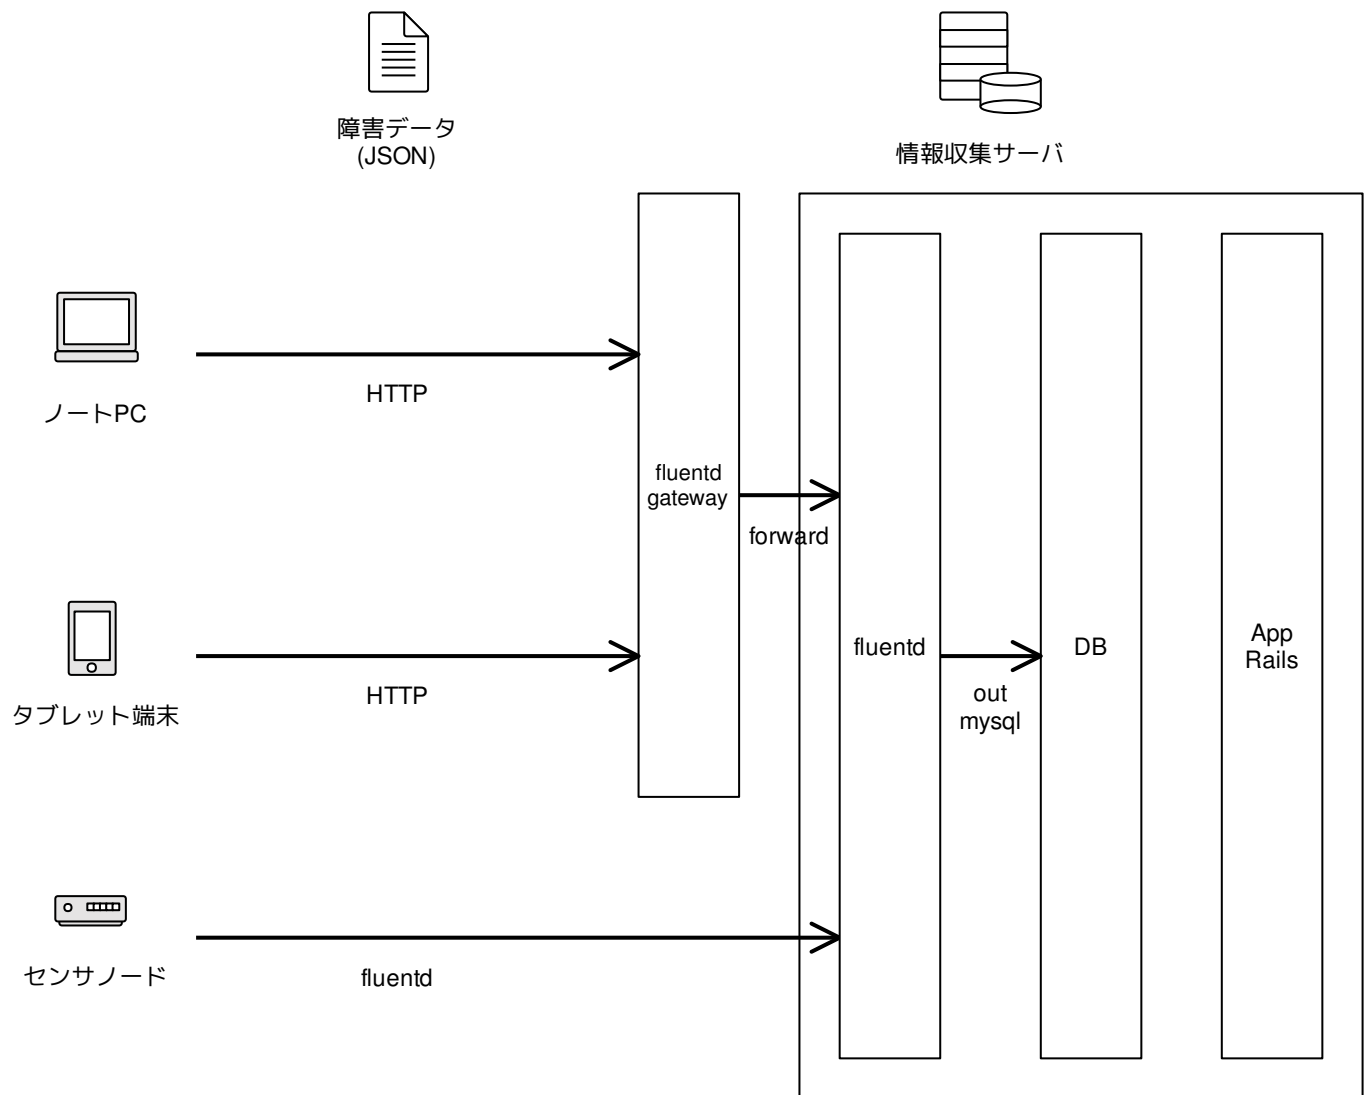 障害データ
(JSON)
情報収集サーバ
HTTP
ノートPC
fluentd
gateway
forward
HTTP
タブレット端末
fluentd
out
mysql
DB
App
Rails
センサノード
fluentd